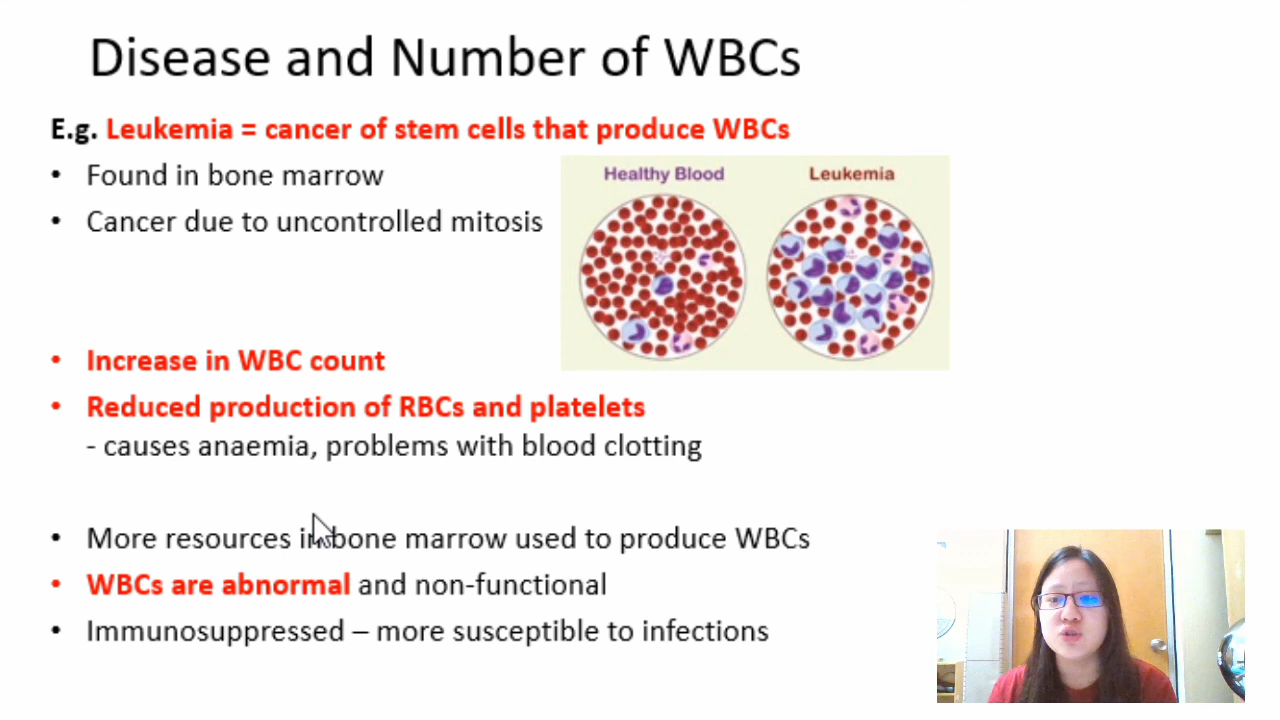 Disease and Number of WBCs
E.g. Leukemia = cancer of stem cells that produce WBCs
• Found in bone marrow
• Cancer due to uncontrolled mitosis
Healthy Blood
Leukemia
• Increase in WBC count
• Reduced production of RBCs and platelets
- causes anaemia, problems with blood clotting
• More resources in bone marrow used to produce WBCs
• WBCs are abnormal and non-functional
• Immunosuppressed – more susceptible to infections